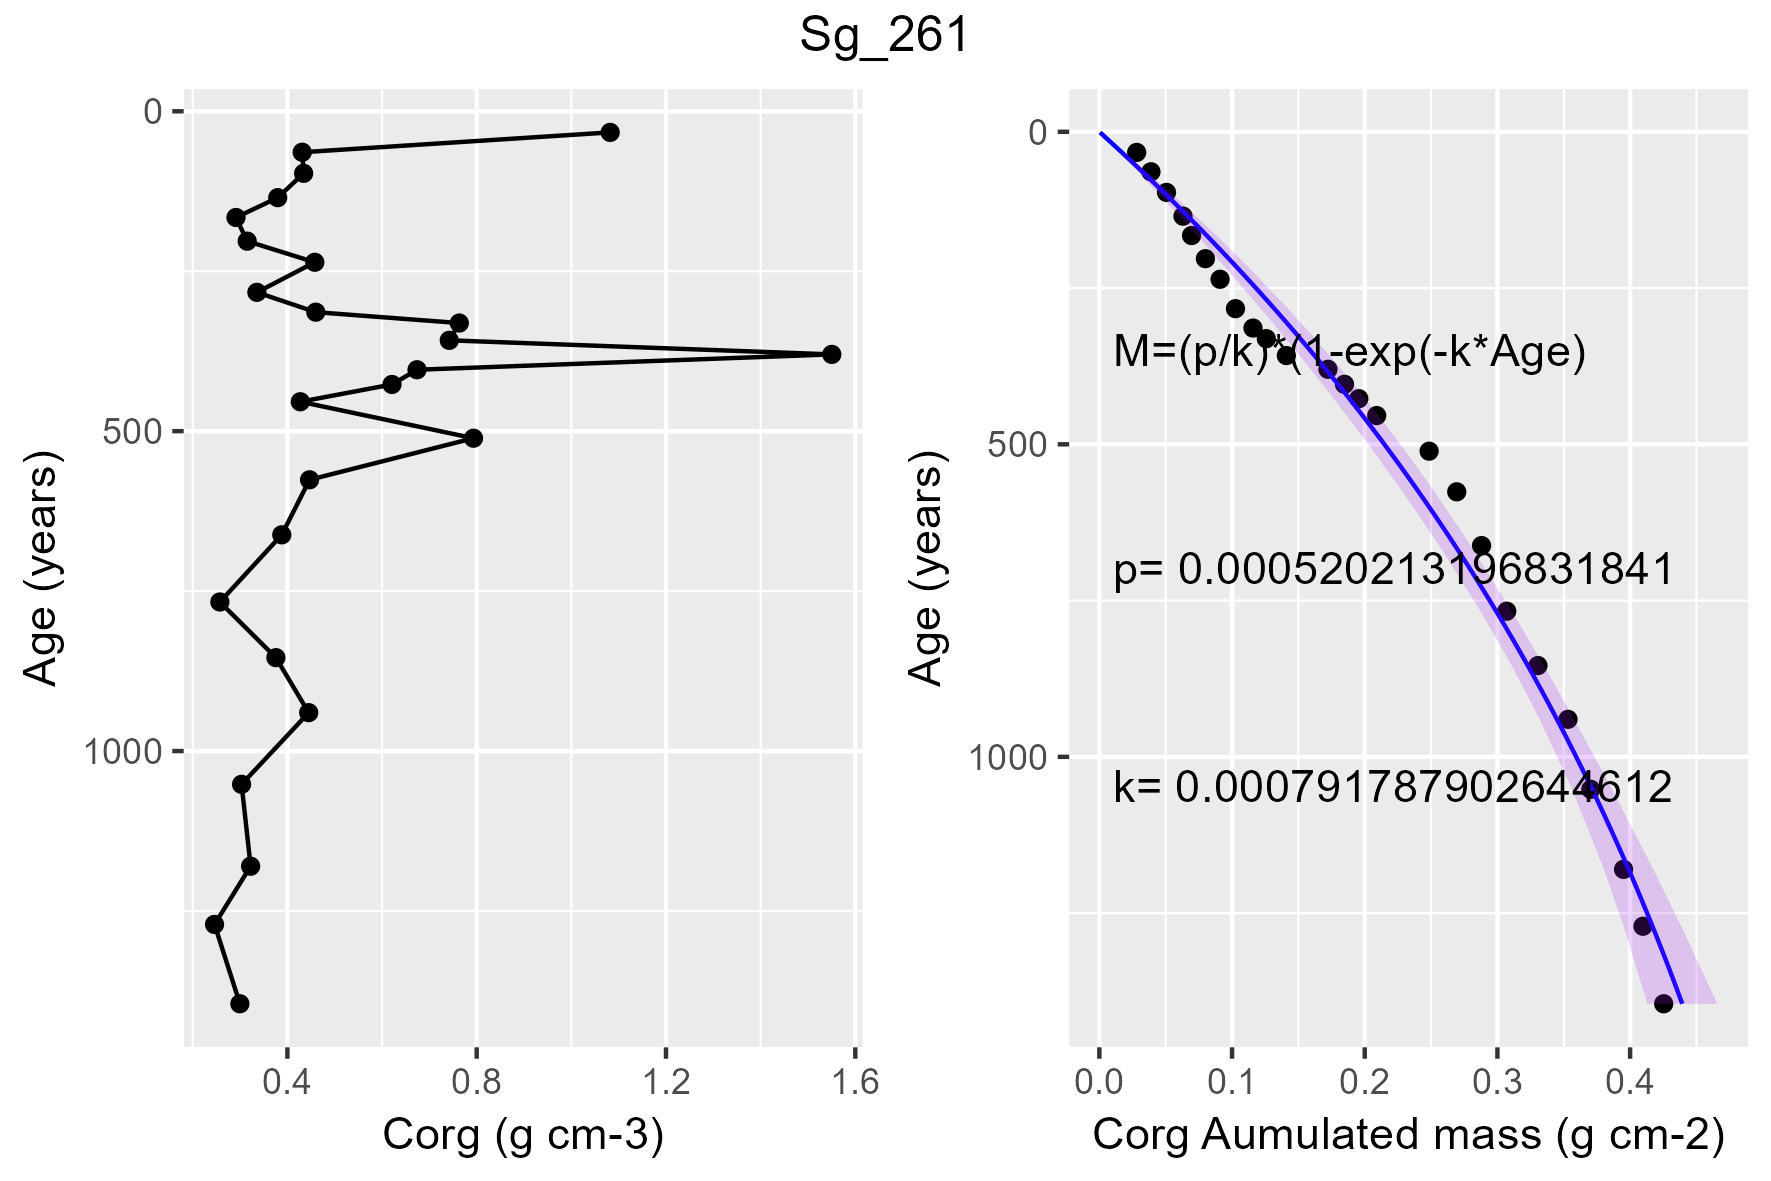 Sg_261
0
500
1000
Age (years)
0.4 0.8 1.2 1.6
Corg (g cm-3)
0
500
1000
Age (years)
M=(p/k)*(1-exp(-k*Age)
p= 0.000520213196831841
k= 0.000791787902644612
0.0 0.1 0.2 0.3 0.4
Corg Aumulated mass (g cm-2)